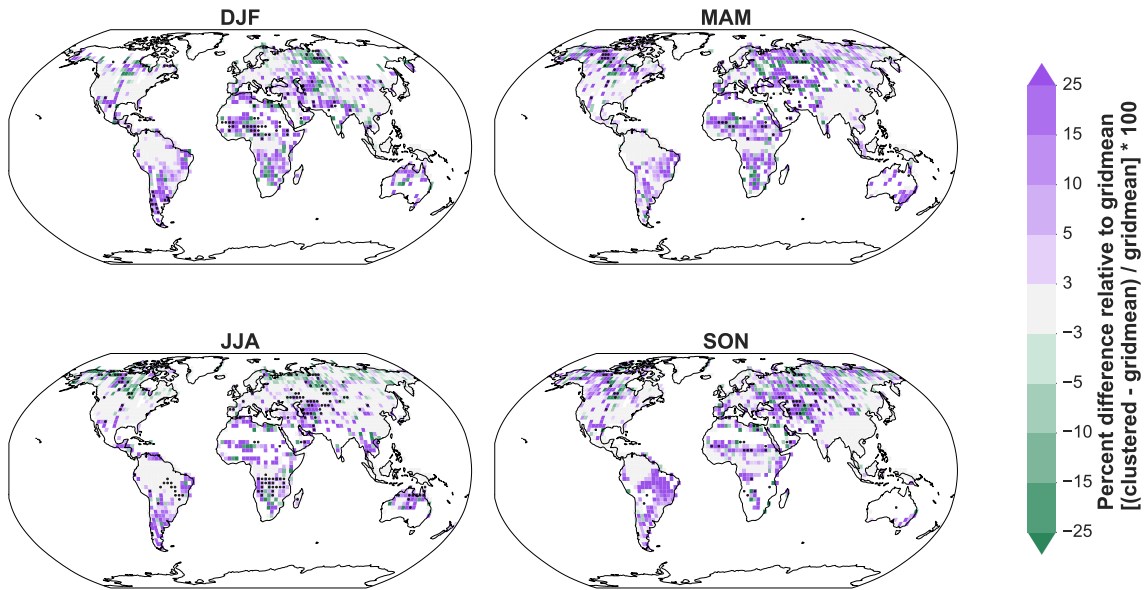 DJF
MAM
JJA
SON
25
15
10
5
3
−3
−5
−10
−15
−25
Percent difference relative to gridmean
[(clustered - gridmean) / gridmean] * 100